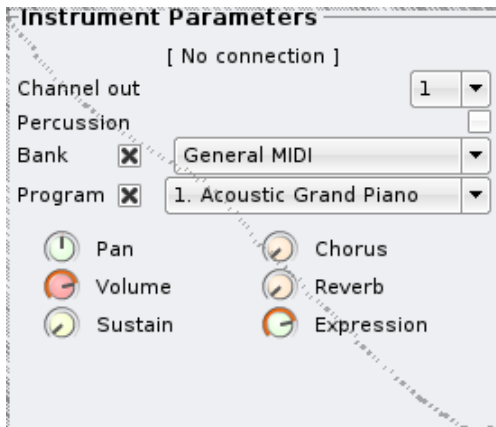 Instrument Parameters
[ No connection ]
Channel out 1
Percussion
Bank General MIDI
Program 1. Acoustic Grand Piano
Pan Chorus
Volume Reverb
Sustain Expression